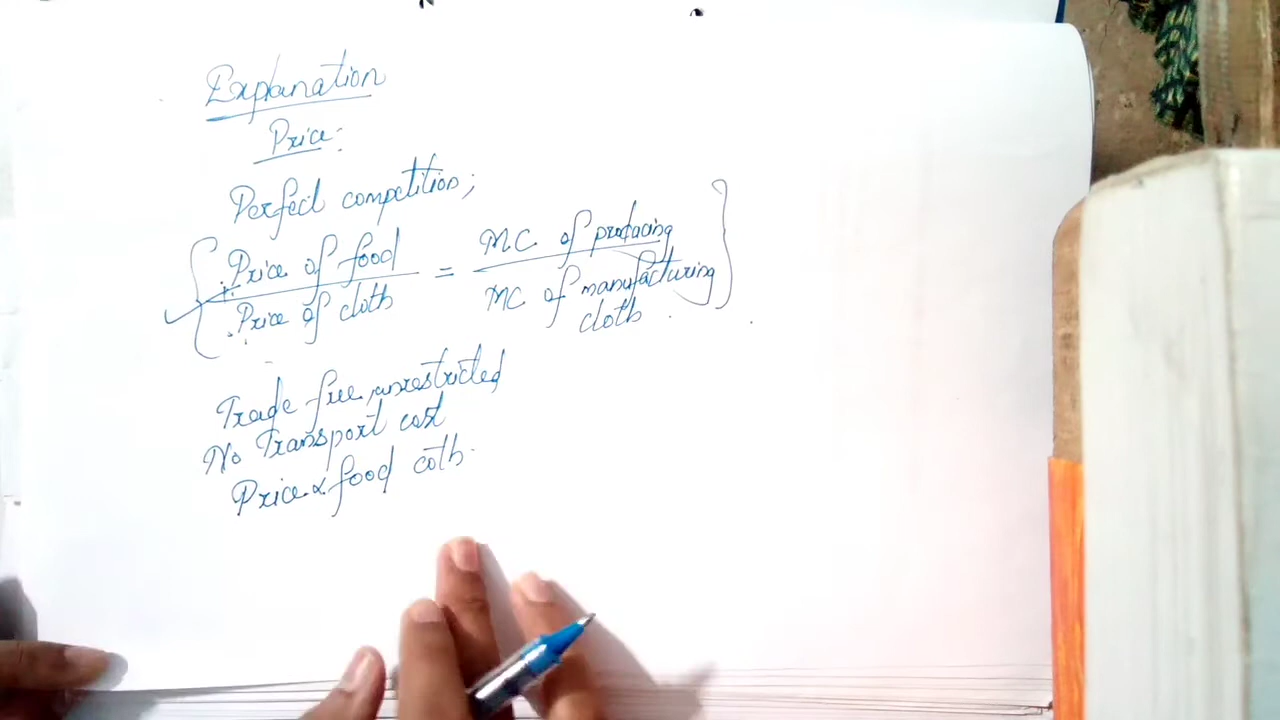 Explanation
Price:
Perfect competition;
Price of food / Price of cloth = MC of producing / MC of manufacturing cloth
Trade free, unrestricted
No Transport cost
Price food coth